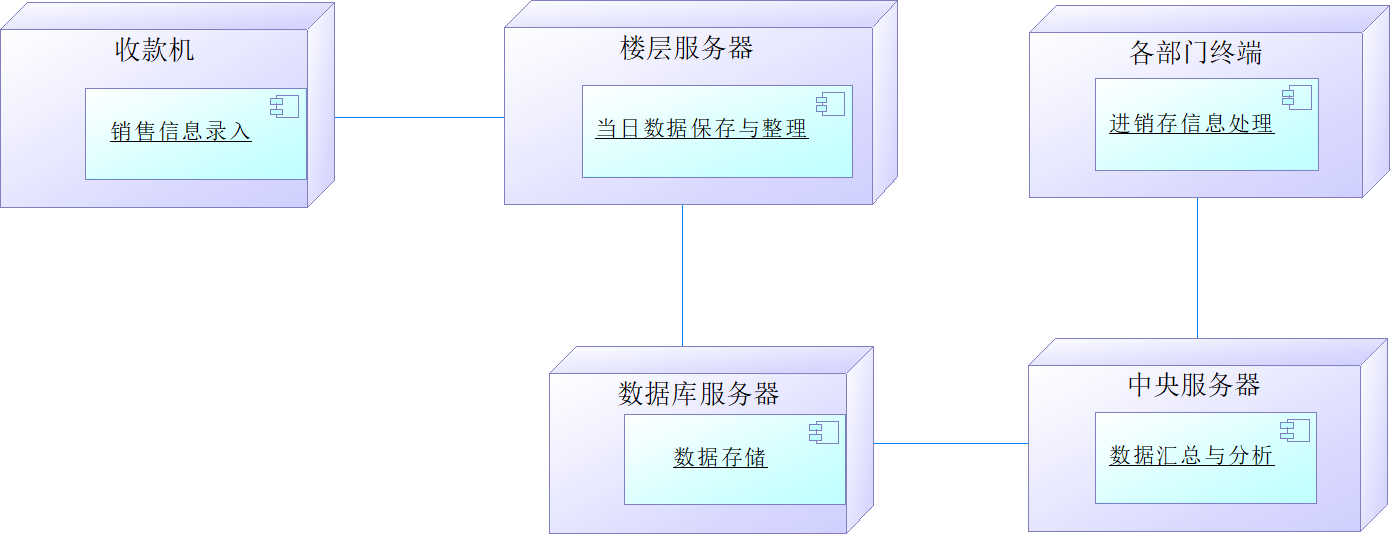 收款机
销售信息录入
楼层服务器
当日数据保存与整理
各部门终端
进销存信息处理
数据库服务器
数据存储
中央服务器
数据汇总与分析